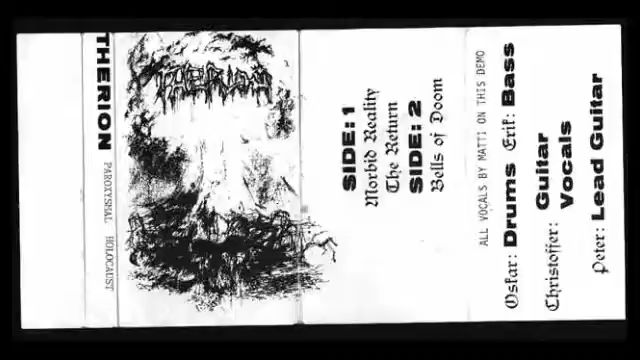 THERION PAROXYSMAL HOLOCAUST
THERION
SIDE: 1
Morbid Reality
The Return
SIDE: 2
Bells of Doom
ALL VOCALS BY MATTI ON THIS DEMO
Oskar: Drums Erik: Bass
Christoffer: Guitar
Vocals
Peter: Lead Guitar